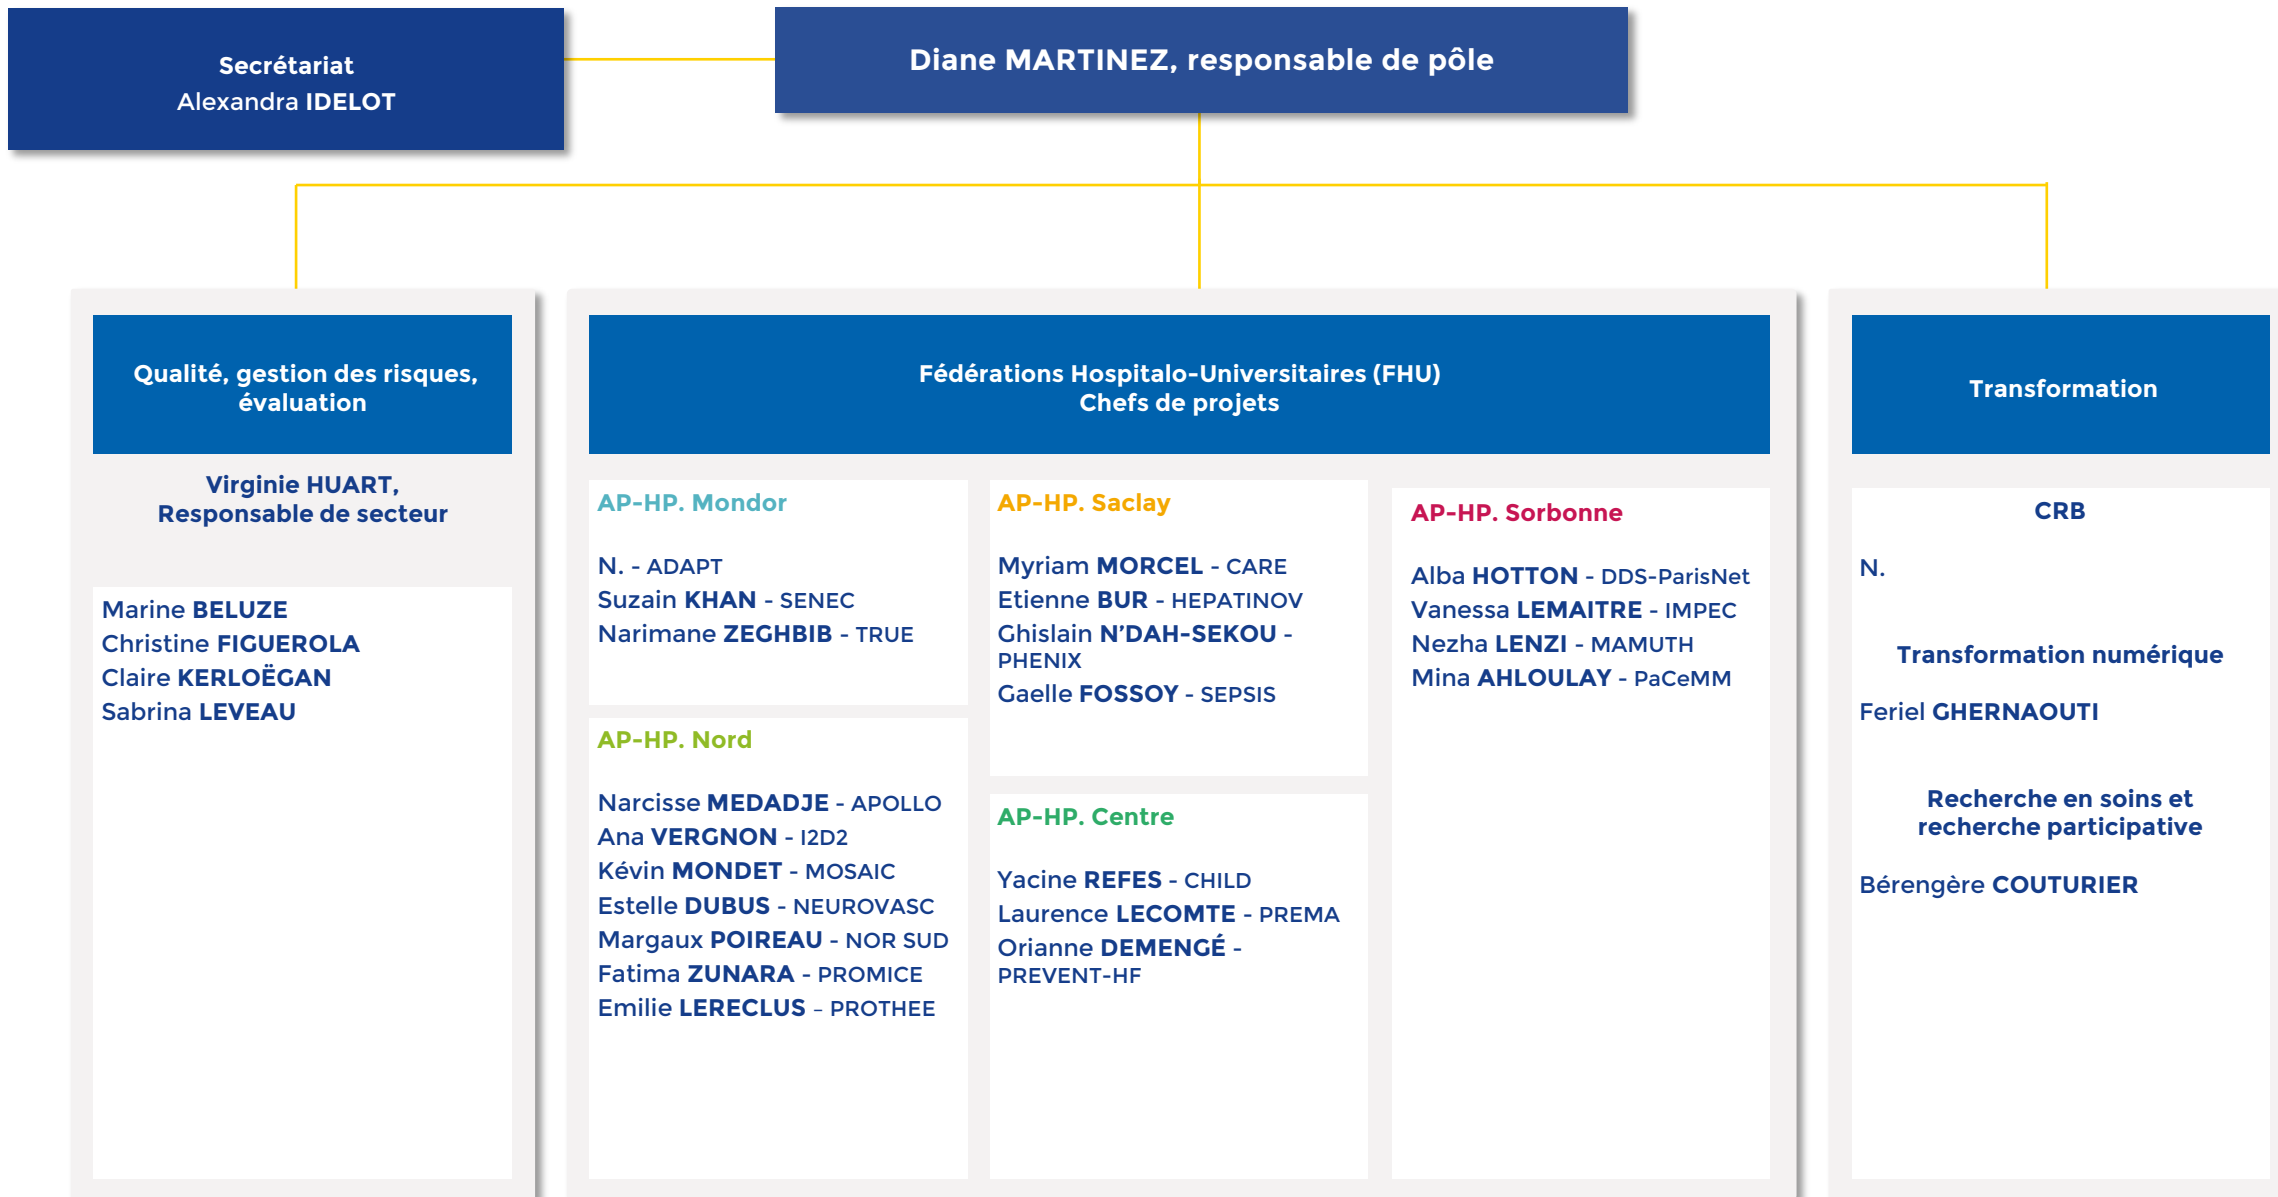 Secrétariat
Alexandra IDELOT
Diane MARTINEZ, responsable de pôle
Qualité, gestion des risques,
évaluation
Virginie HUART,
Responsable de secteur
Marine BELUZE
Christine FIGUEROLA
Claire KERLOËGAN
Sabrina LEVEAU
Fédérations Hospitalo-Universitaires (FHU)
Chefs de projets
AP-HP. Mondor
N. - ADAPT
Suzain KHAN - SENEC
Narimane ZEGHBIB - TRUE
AP-HP. Nord
Narcisse MEDADJE - APOLLO
Ana VERGNON - I2D2
Kévin MONDET - MOSAIC
Estelle DUBUS - NEUROVASC
Margaux POIREAU - NOR SUD
Fatima ZUNARA - PROMICE
Emilie LERECLUS – PROTHEE
AP-HP. Saclay
Myriam MORCEL - CARE
Etienne BUR - HEPATINOV
Ghislain N’DAH-SEKOU -
PHENIX
Gaelle FOSSOY - SEPSIS
AP-HP. Centre
Yacine REFES - CHILD
Laurence LECOMTE - PREMA
Orianne DEMENGÉ -
PREVENT-HF
AP-HP. Sorbonne
Alba HOTTON - DDS-ParisNet
Vanessa LEMAITRE - IMPEC
Nezha LENZI - MAMUTH
Mina AHLOULAY - PaCeMM
Transformation
CRB
N.
Transformation numérique
Feriel GHERNAOUTI
Recherche en soins et
recherche participative
Bérengère COUTURIER